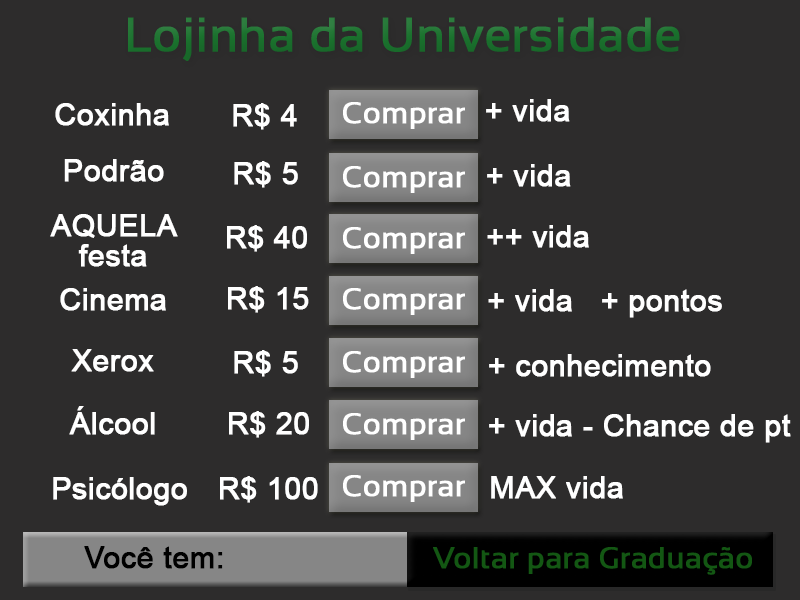 Lojinha da Universidade
Coxinha R$ 4 Comprar + vida
Podrão R$ 5 Comprar + vida
AQUELA
festa R$ 40 Comprar ++ vida
Cinema R$ 15 Comprar + vida + pontos
Xerox R$ 5 Comprar + conhecimento
Álcool R$ 20 Comprar + vida - Chance de pt
Psicólogo R$ 100 Comprar MAX vida
Você tem: Voltar para Graduação